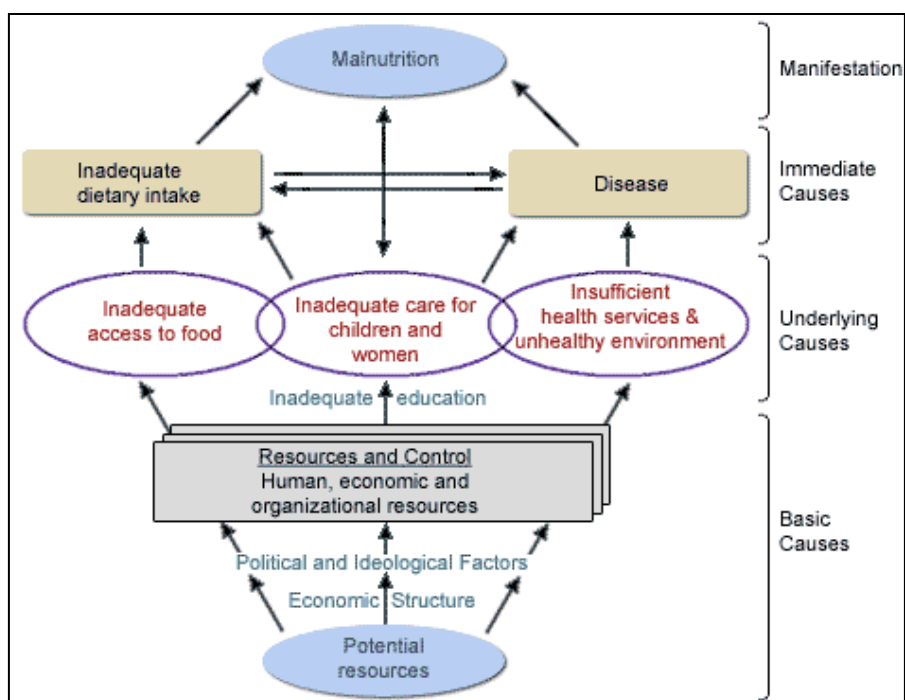 Malnutrition
Manifestation
Inadequate
dietary intake
Disease
Immediate
Causes
Inadequate
access to food
Inadequate care for
children and
women
Insufficient
health services &
unhealthy environment
Underlying
Causes
Inadequate education
Resources and Control
Human, economic and
organizational resources
Basic
Causes
Political and Ideological Factors
Economic Structure
Potential
resources